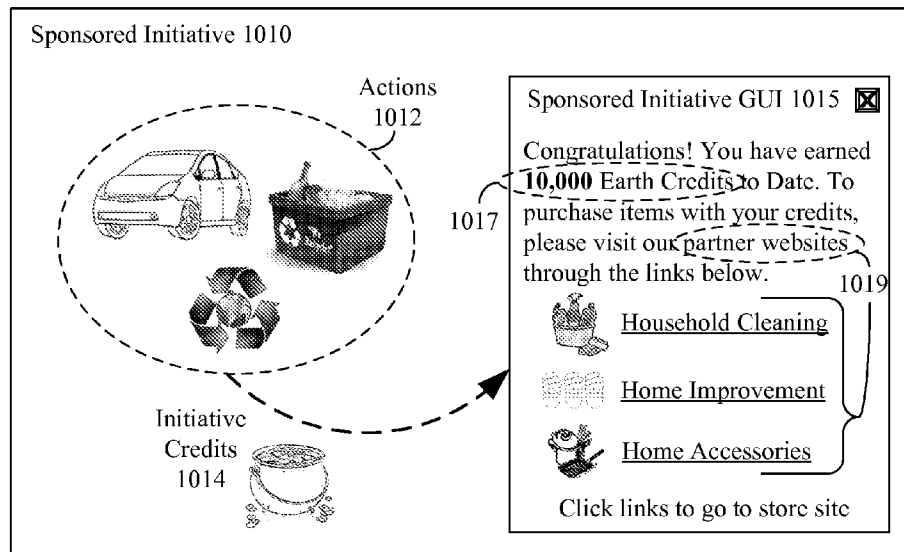 Sponsored Initiative 1010
Actions
1012
Sponsored Initiative GUI 1015
Congratulations! You have earned
10,000 Earth Credits to Date. To
purchase items with your credits,
please visit our partner websites
through the links below.
1017
1019
Household Cleaning
Home Improvement
Home Accessories
Click links to go to store site
Initiative
Credits
1014